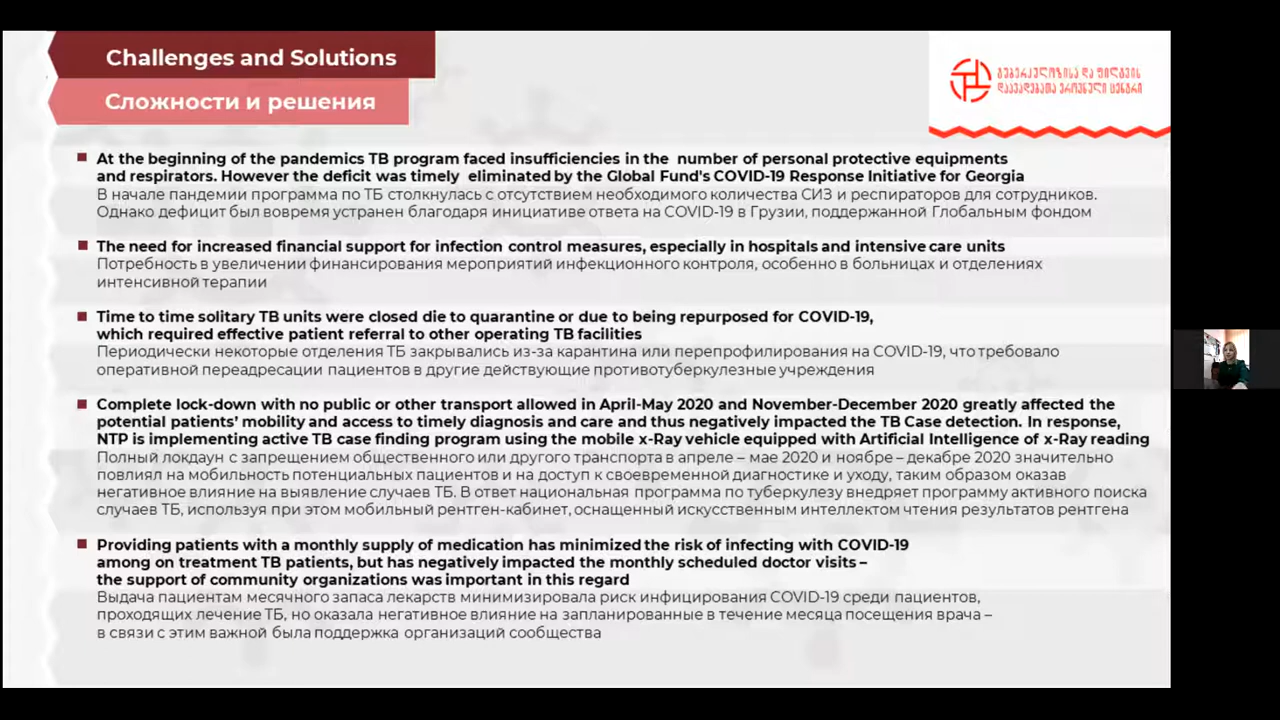 Challenges and Solutions
Сложности и решения
ტუბერკულოზისა და ფილტვის
დაავადებათა ეროვნული ცენტრი
At the beginning of the pandemics TB program faced insufficiencies in the number of personal protective equipments
and respirators. However the deficit was timely eliminated by the Global Fund's COVID-19 Response Initiative for Georgia
В начале пандемии программа по ТБ столкнулась с отсутствием необходимого количества СИЗ и респираторов для сотрудников.
Однако дефицит был вовремя устранен благодаря инициативе ответа на COVID-19 в Грузии, поддержанной Глобальным фондом
The need for increased financial support for infection control measures, especially in hospitals and intensive care units
Потребность в увеличении финансирования мероприятий инфекционного контроля, особенно в больницах и отделениях
интенсивной терапии
Time to time solitary TB units were closed die to quarantine or due to being repurposed for COVID-19,
which required effective patient referral to other operating TB facilities
Периодически некоторые отделения ТБ закрывались из-за карантина или перепрофилирования на COVID-19, что требовало
оперативной переадресации пациентов в другие действующие противотуберкулезные учреждения
Complete lock-down with no public or other transport allowed in April-May 2020 and November-December 2020 greatly affected the
potential patients’ mobility and access to timely diagnosis and care and thus negatively impacted the TB Case detection. In response,
NTP is implementing active TB case finding program using the mobile x-Ray vehicle equipped with Artificial Intelligence of x-Ray reading
Полный локдаун с запрещением общественного или другого транспорта в апреле – мае 2020 и ноябре – декабре 2020 значительно
повлиял на мобильность потенциальных пациентов и на доступ к своевременной диагностике и уходу, таким образом оказав
негативное влияние на выявление случаев ТБ. В ответ национальная программа по туберкулезу внедряет программу активного поиска
случаев ТБ, используя при этом мобильный рентген-кабинет, оснащенный искусственным интеллектом чтения результатов рентгена
Providing patients with a monthly supply of medication has minimized the risk of infecting with COVID-19
among on treatment TB patients, but has negatively impacted the monthly scheduled doctor visits –
the support of community organizations was important in this regard
Выдача пациентам месячного запаса лекарств минимизировала риск инфицирования COVID-19 среди пациентов,
проходящих лечение ТБ, но оказала негативное влияние на запланированные в течение месяца посещения врача –
в связи с этим важной была поддержка организаций сообщества